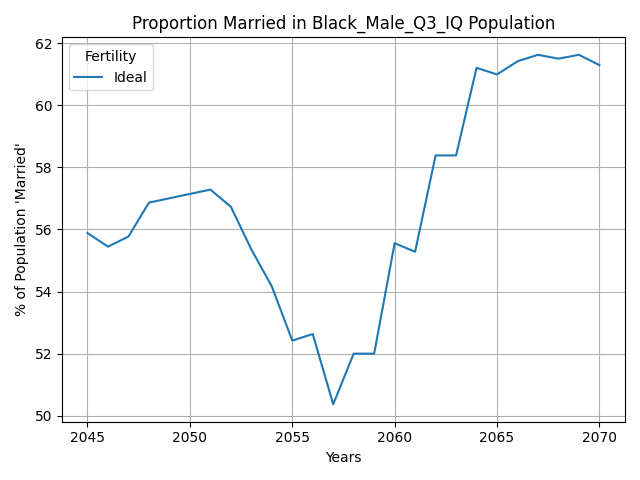 Proportion Married in Black_Male_Q3_IQ Population
Fertility
Ideal
% of Population 'Married'
62
60
58
56
54
52
50
2045
2050
2055
2060
2065
2070
Years